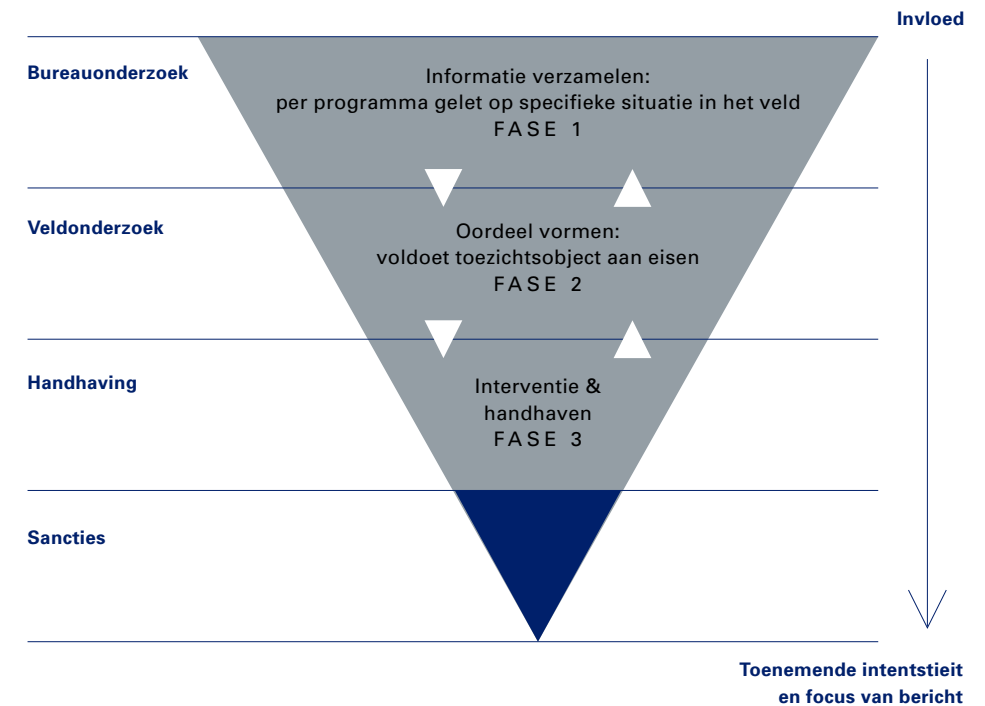 Invloed
Bureauonderzoek
Informatie verzamelen:
per programma gelet op specifieke situatie in het veld
FASE 1
Veldonderzoek
Oordeel vormen:
voldoet toezichtsobject aan eisen
FASE 2
Handhaving
Interventie &
handhaven
FASE 3
Sancties
Toenemende intentstieit
en focus van bericht